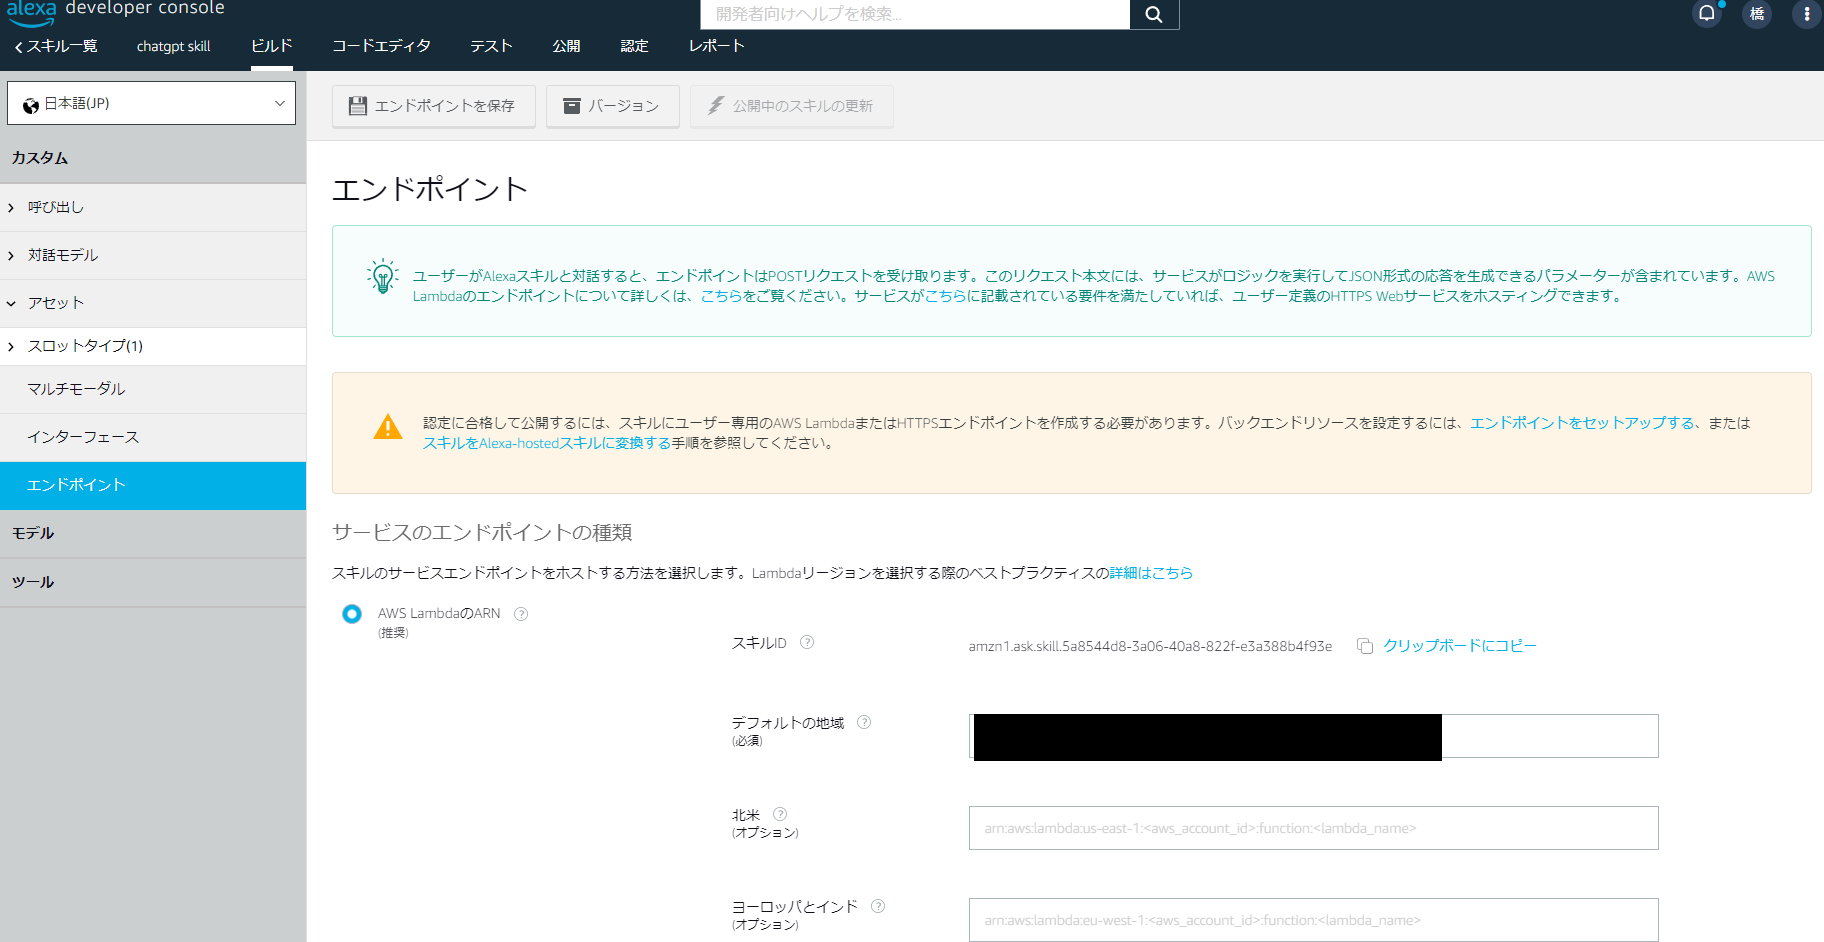 alexa developer console
開発者向けヘルプを検索...
橋
スキル一覧
chatgpt skill
ビルド
コードエディタ
テスト
公開
認定
レポート
日本語(JP)
エンドポイントを保存
バージョン
公開中のスキルの更新
カスタム
呼び出し
対話モデル
アセット
スロットタイプ(1)
マルチモーダル
インターフェース
エンドポイント
モデル
ツール
エンドポイント
ユーザーがAlexaスキルと対話すると、エンドポイントはPOSTリクエストを受け取ります。このリクエスト本文には、サービスがロジックを実行してJSON形式の応答を生成できるパラメーターが含まれています。AWS
Lambdaのエンドポイントについて詳しくは、こちらをご覧ください。サービスがこちらに記載されている要件を満たしていれば、ユーザー定義のHTTPS Webサービスをホスティングできます。
認定に合格して公開するには、スキルにユーザー専用のAWS LambdaまたはHTTPSエンドポイントを作成する必要があります。バックエンドリソースを設定するには、エンドポイントをセットアップする、または
スキルをAlexa-hostedスキルに変換する手順を参照してください。
サービスのエンドポイントの種類
スキルのサービスエンドポイントをホストする方法を選択します。Lambdaリージョンを選択する際のベストプラクティスの詳細はこちら
AWS LambdaのARN
(推奨)
スキルID
amzn1.ask.skill.5a8544d8-3a06-40a8-822f-e3a388b4f93e
クリップボードにコピー
デフォルトの地域
(必須)
北米
(オプション)
arn:aws:lambda:us-east-1:<aws_account_id>:function:<lambda_name>
ヨーロッパとインド
(オプション)
arn:aws:lambda:eu-west-1:<aws_account_id>:function:<lambda_name>